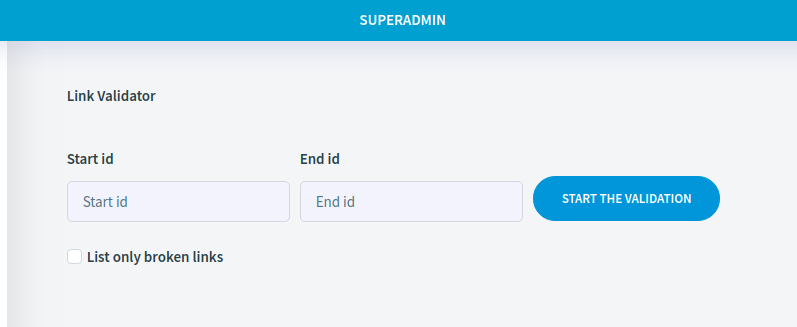 SUPERADMIN
Link Validator
Start id
End id
Start id
End id
START THE VALIDATION
List only broken links